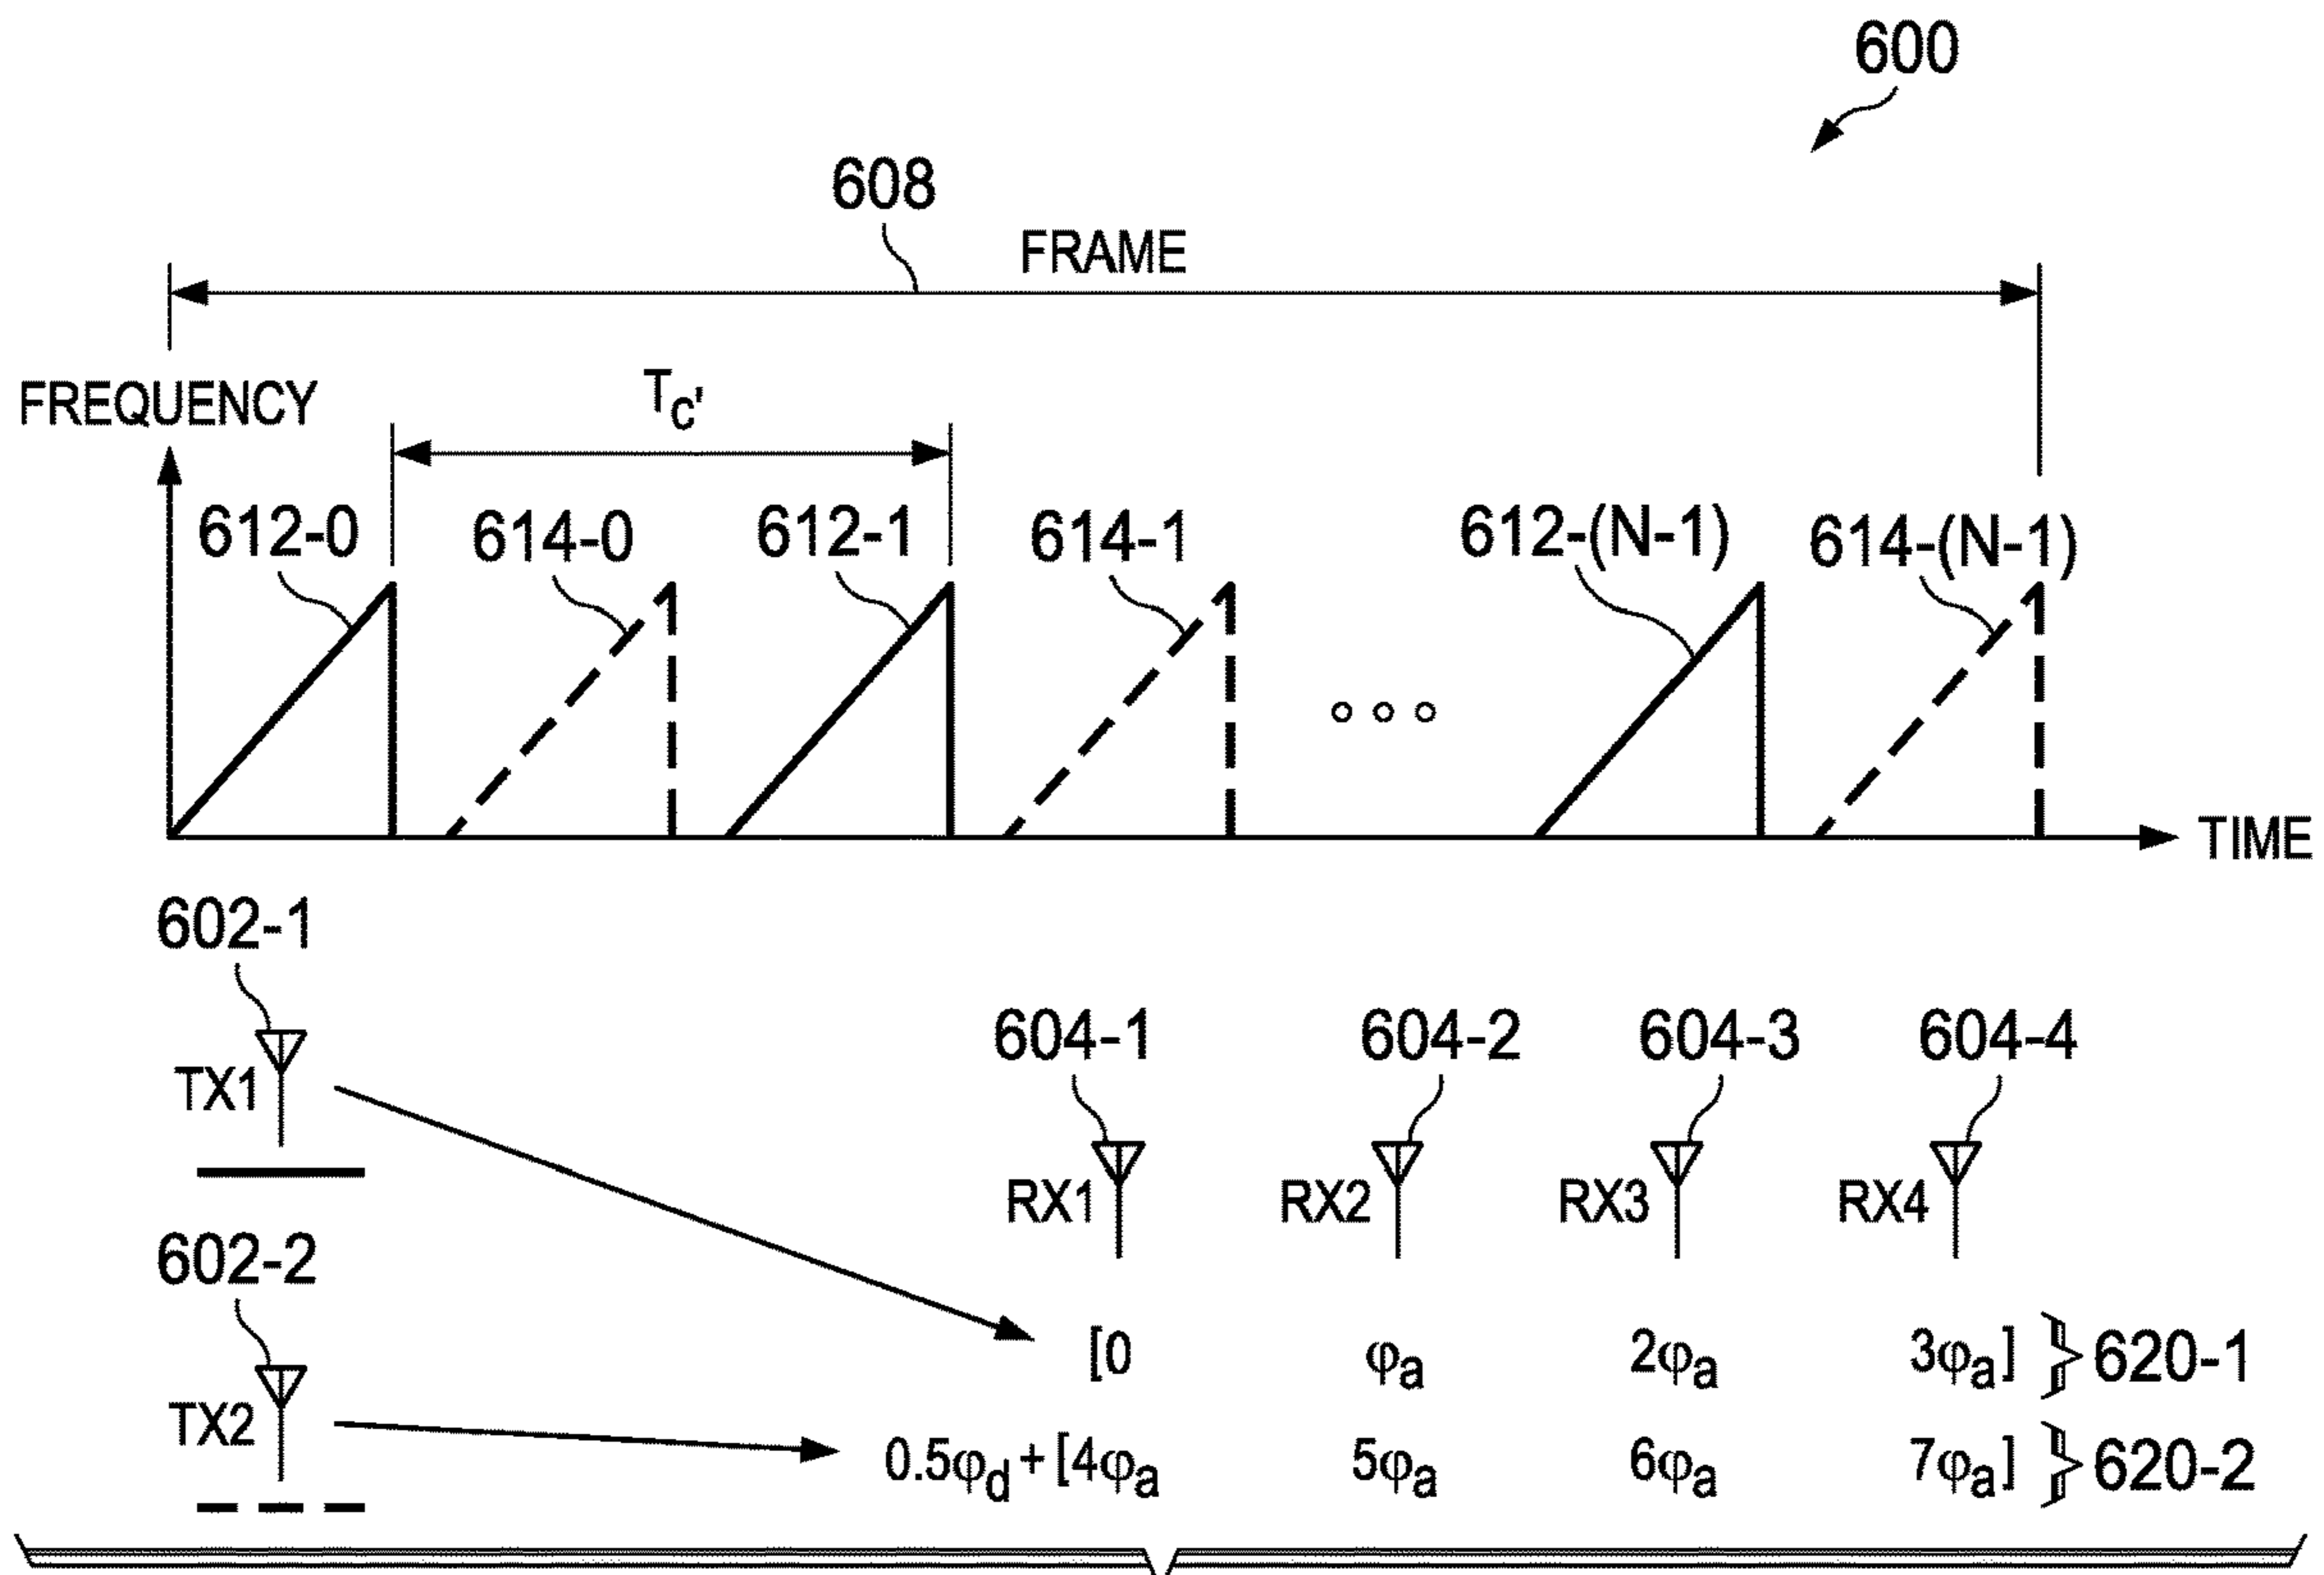 600
608
FRAME
FREQUENCY
Tc'
612-0
614-0
612-1
614-1
612-(N-1)
614-(N-1)
TIME
602-1
604-1 604-2 604-3 604-4
TX1
RX1 RX2 RX3 RX4
602-2
[0 φa 2φa 3φa] } 620-1
TX2
0.5φd + [4φa 5φa 6φa 7φa] } 620-2